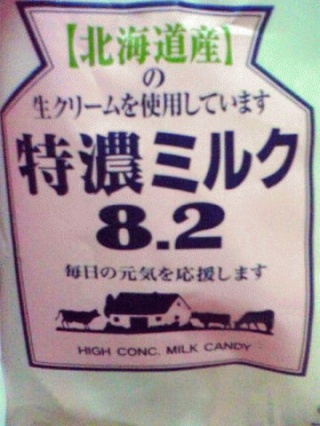 【北海道産】
の
生クリームを使用しています
特濃ミルク
8.2
毎日の元気を応援します
HIGH CONC. MILK CANDY